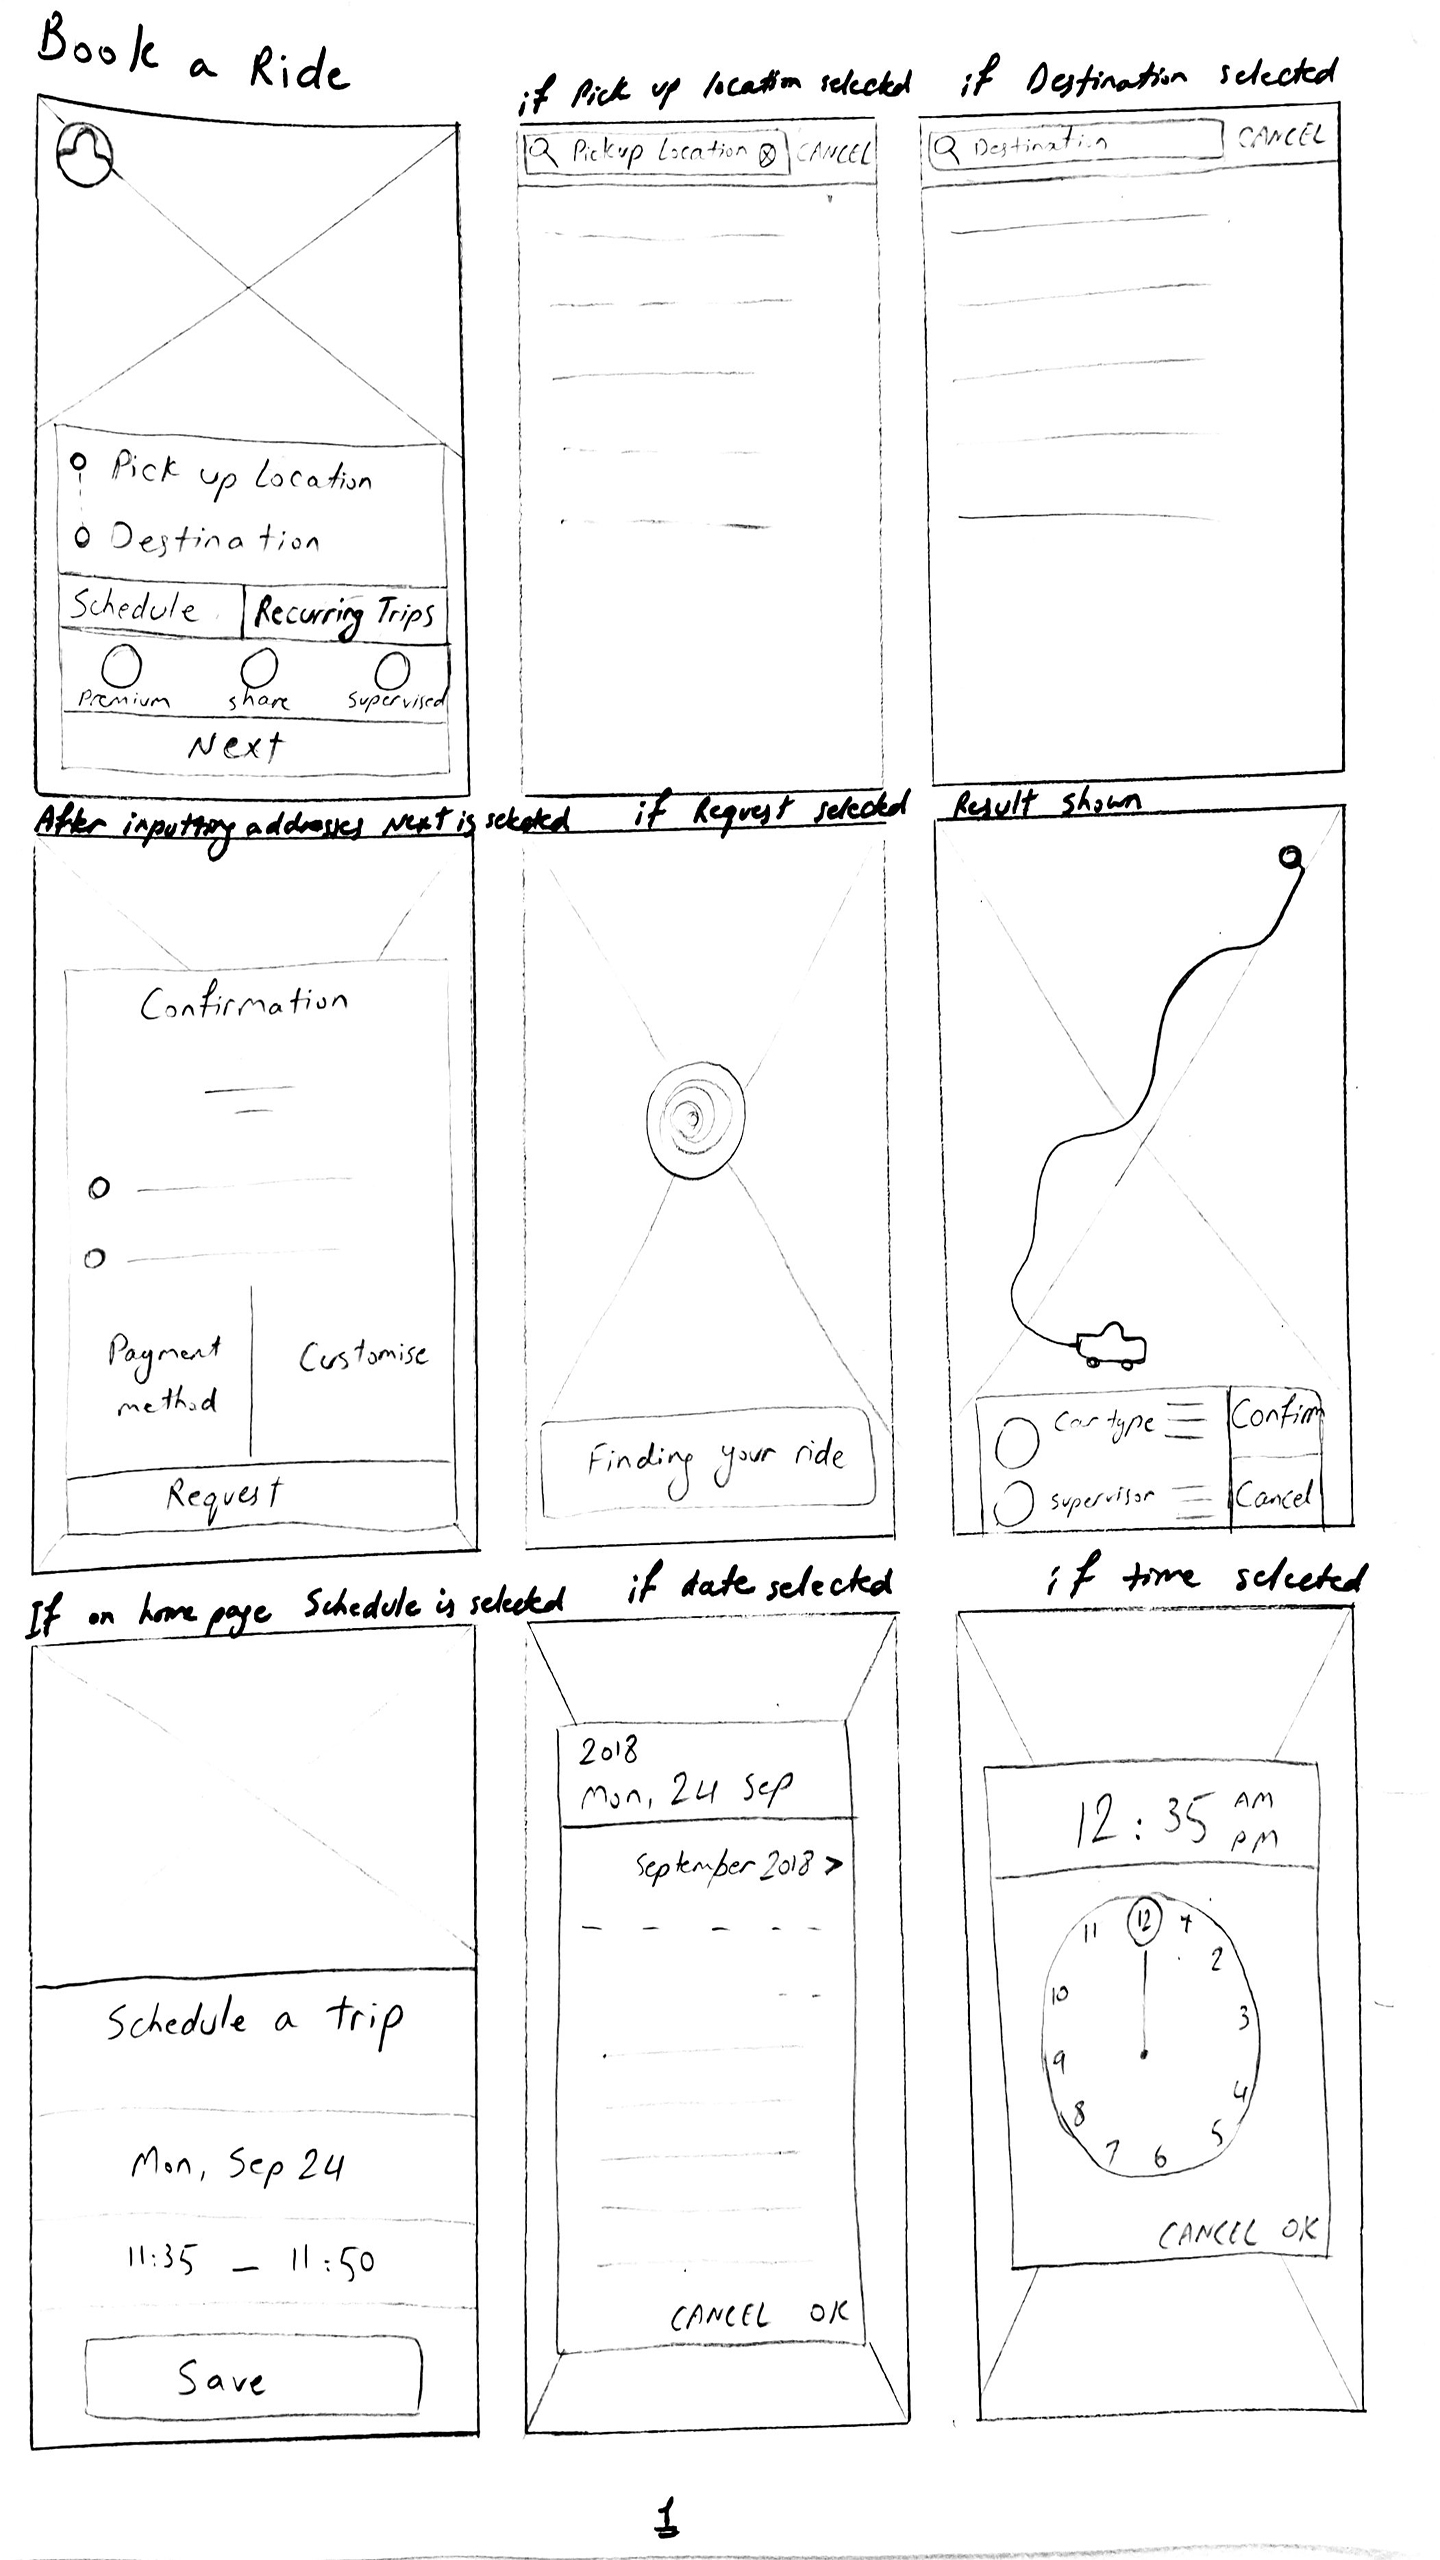 Book a Ride
Pick up Location
Destination
Schedule
Recurring Trips
Premium
share
Supervised
Next
if Pick up location selected
Pickup Location
CANCEL
if Destination selected
Destination
CANCEL
After inputting addresses Next is selected
Confirmation
Payment
method
Customise
Request
if Request selected
Finding your ride
Result shown
Car type
Confirm
supervisor
Cancel
If on home page Schedule is selected
Schedule a trip
Mon, Sep 24
11:35 - 11:50
Save
if date selected
2018
Mon, 24 Sep
September 2018 >
CANCEL OK
if time selected
12:35 AM
PM
11 12
2
10
3
9
4
8
5
7 6
CANCEL OK
1